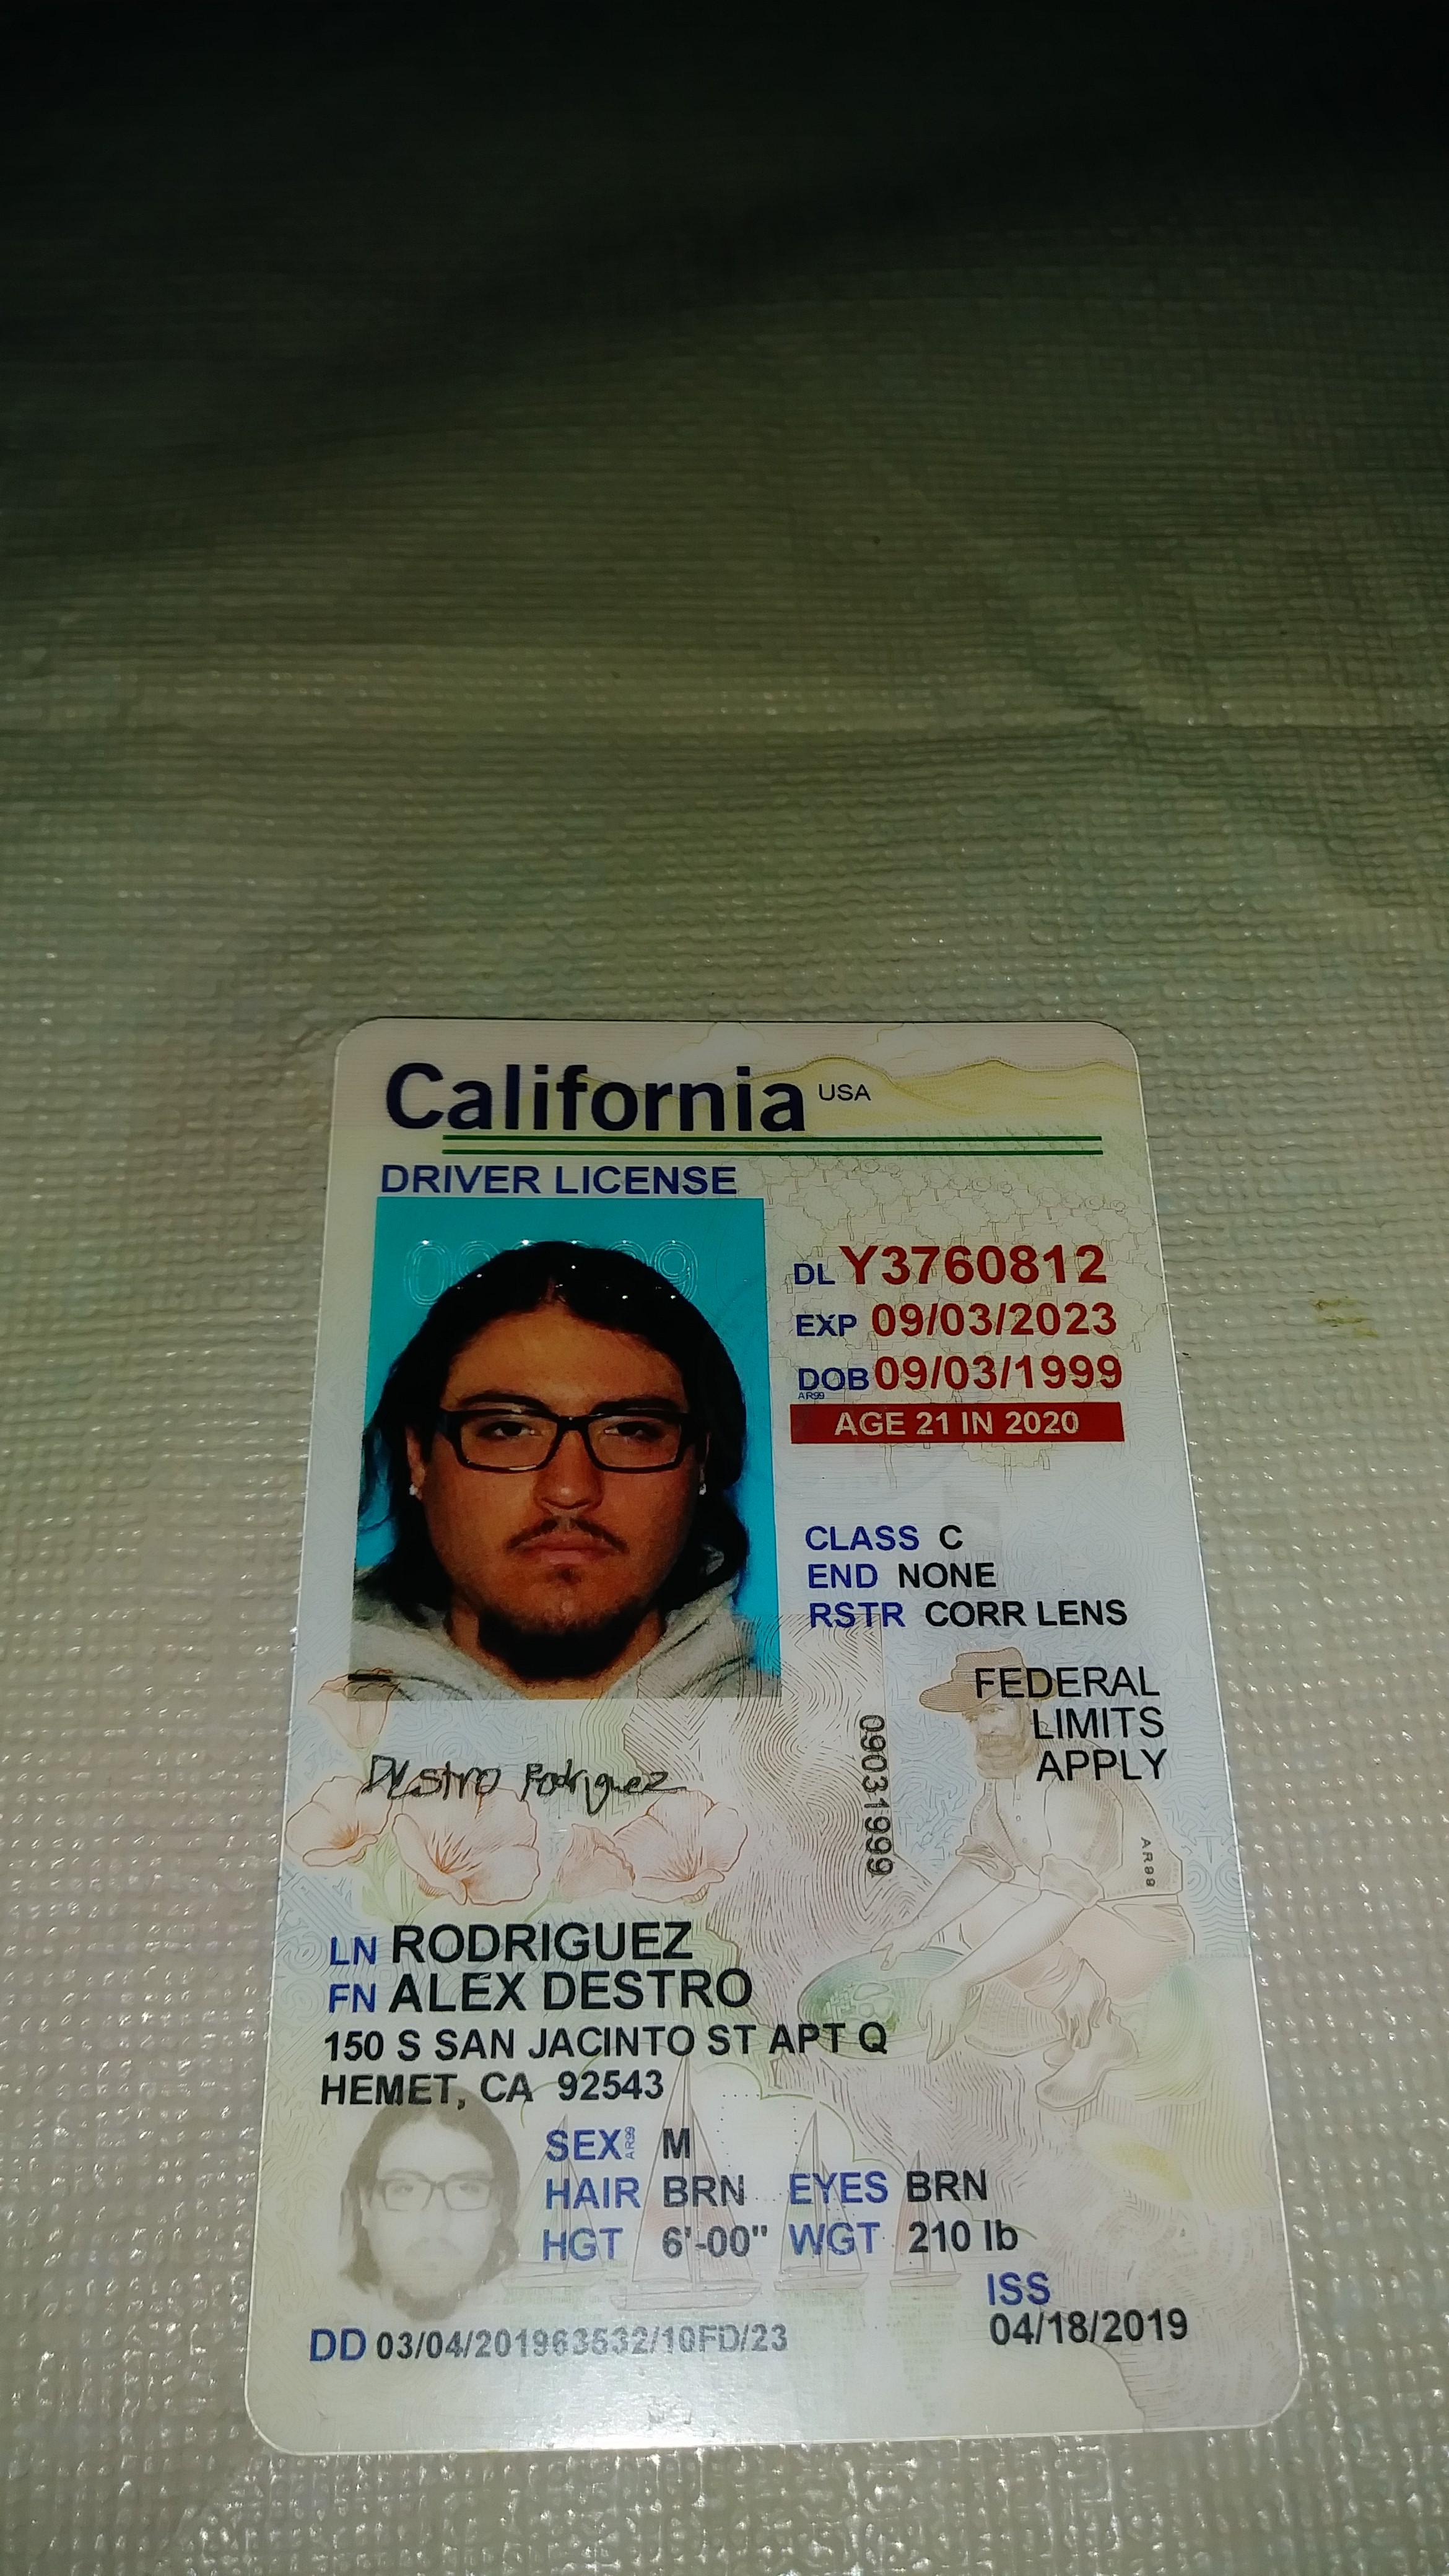 California USA
DRIVER LICENSE
DL Y3760812
EXP 09/03/2023
DOB 09/03/1999
AR99
AGE 21 IN 2020
CLASS C
END NONE
RSTR CORR LENS
FEDERAL
LIMITS
APPLY
09031999
AR99
Destro Rodriguez
LN RODRIGUEZ
FN ALEX DESTRO
150 S SAN JACINTO ST APT Q
HEMET, CA 92543
SEX M
AR99
HAIR BRN EYES BRN
HGT 6'-00" WGT 210 lb
ISS
DD 03/04/201963632/10FD/23 04/18/2019